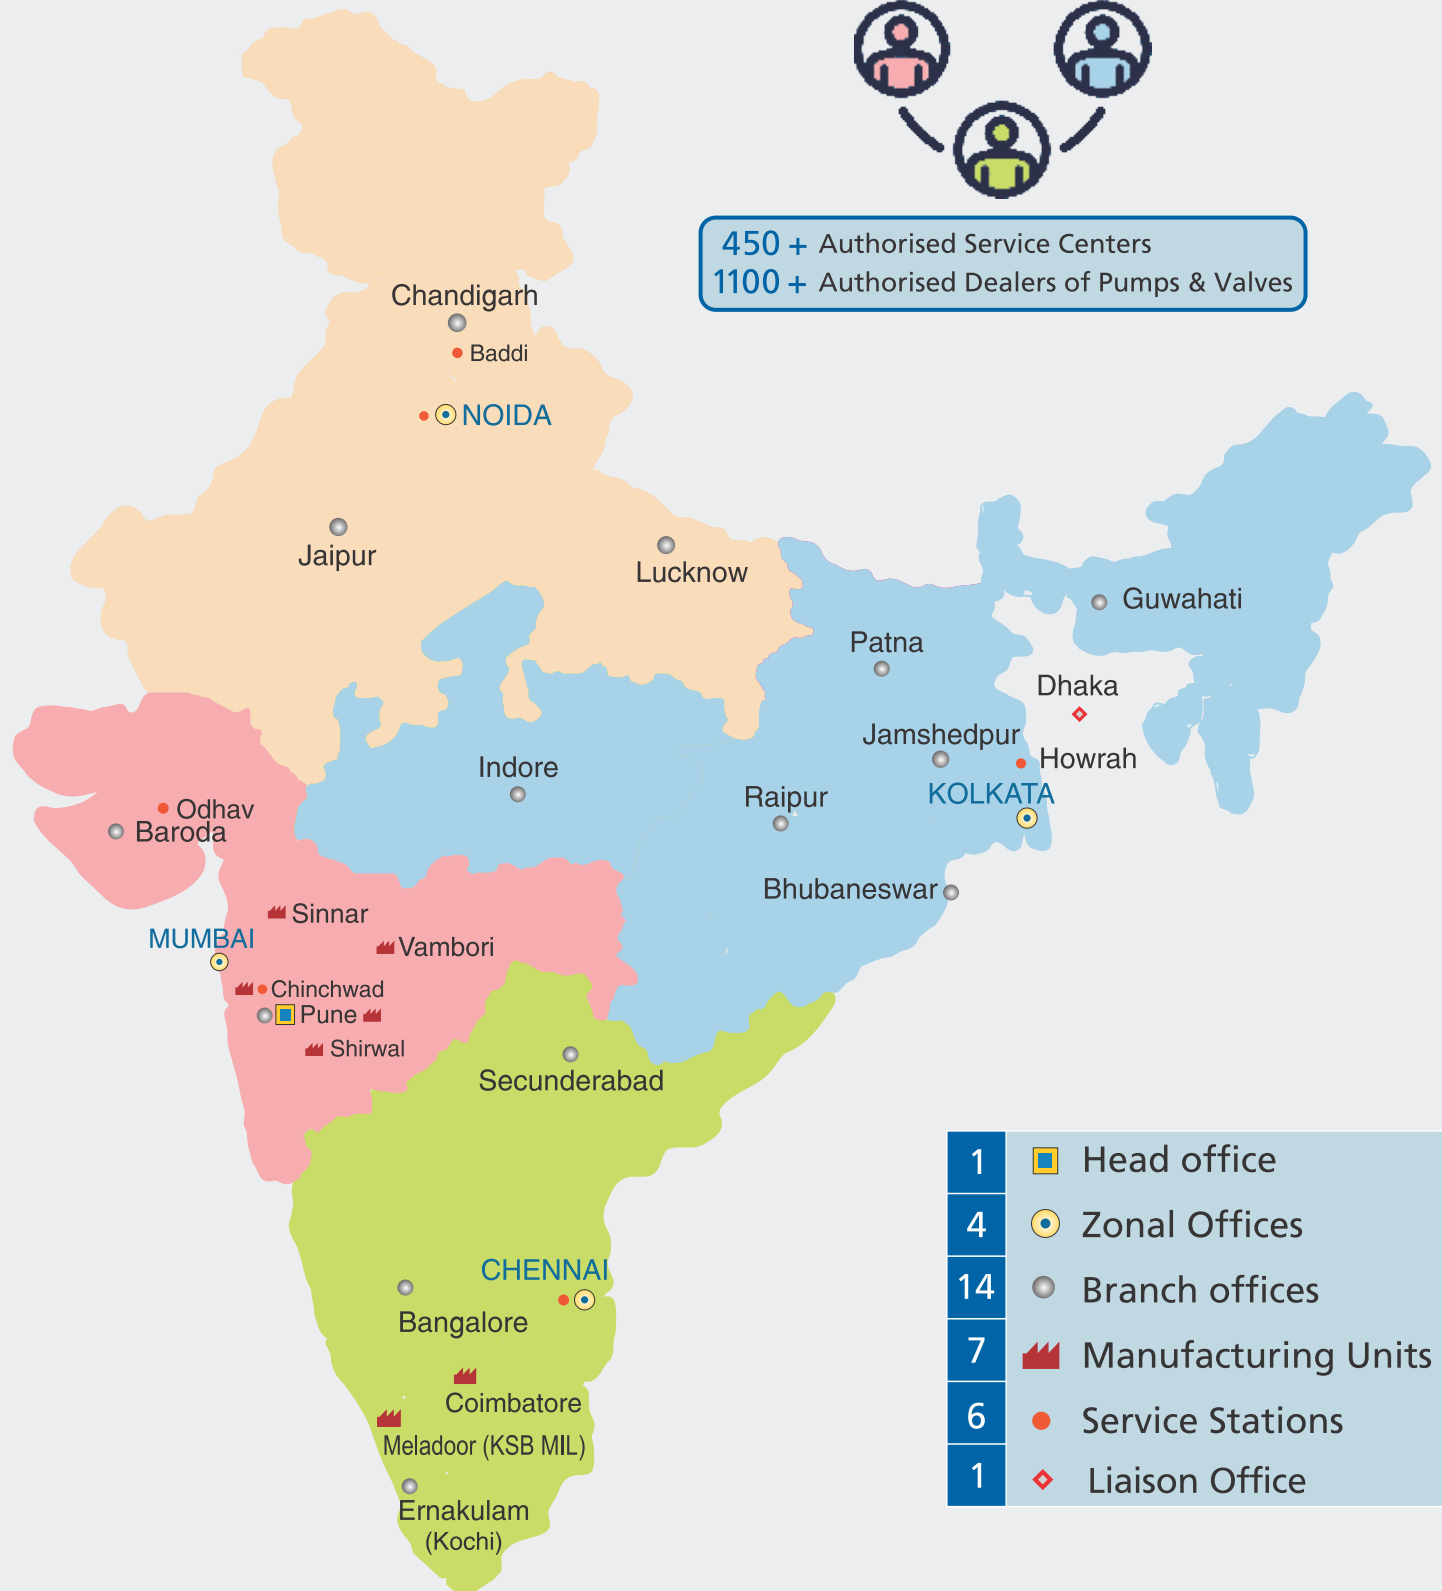 450 + Authorised Service Centers
1100 + Authorised Dealers of Pumps & Valves
Chandigarh
Baddi
NOIDA
Jaipur
Lucknow
Guwahati
Patna
Dhaka
Jamshedpur
Howrah
Indore
KOLKATA
Raipur
Odhav
Baroda
Bhubaneswar
Sinnar
MUMBAI
Vambori
Chinchwad
Pune
Shirwal
Secunderabad
1 Head office
4 Zonal Offices
14 Branch offices
7 Manufacturing Units
6 Service Stations
1 Liaison Office
CHENNAI
Bangalore
Coimbatore
Meladoor (KSB MIL)
Ernakulam
(Kochi)